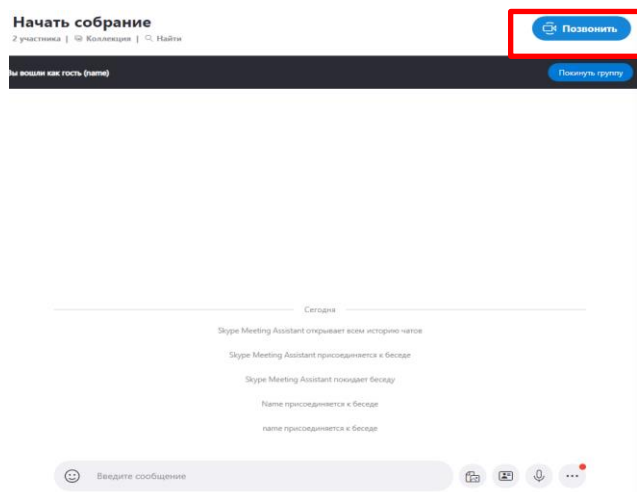 Начать собрание
Позвонить
2 участника | Коллекция | Найти
Вы вошли как гость (name)
Покинуть группу
Сегодня
Skype Meeting Assistant открывает всем историю чатов
Skype Meeting Assistant присоединяется к беседе
Skype Meeting Assistant покидает беседу
Name присоединяется к беседе
name присоединяется к беседе
Введите сообщение